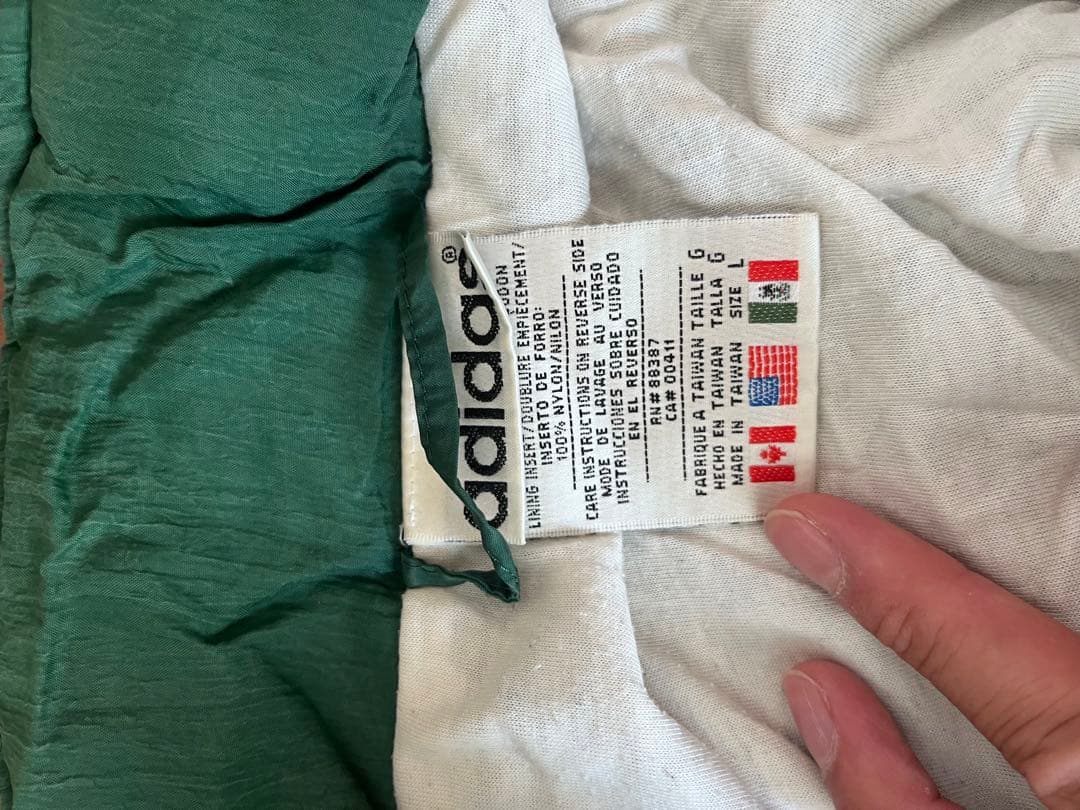 adidas®
LINING INSERT/DOUBLURE EMPIECEMENT/
INSERTO DE FORRO:
100% NYLON/NILON
CARE INSTRUCTIONS ON REVERSE SIDE
MODE DE LAVAGE AU VERSO
INSTRUCCIONES SOBRE CUIDADO
EN EL REVERSO
RN# 88387
CA# 00411
FABRIQUE A TAIWAN TAILLE G
HECHO EN TAIWAN TALLA G
MADE IN TAIWAN SIZE L